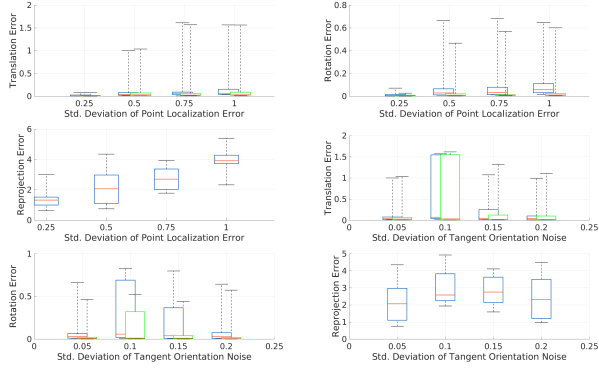 Translation Error
2
1.5
1
0.5
0
0.25 0.5 0.75 1
Std. Deviation of Point Localization Error
Rotation Error
0.8
0.6
0.4
0.2
0
0.25 0.5 0.75 1
Std. Deviation of Point Localization Error
Reprojection Error
6
4
2
0
0.25 0.5 0.75 1
Std. Deviation of Point Localization Error
Translation Error
2
1.5
1
0.5
0
0 0.05 0.1 0.15 0.2 0.25
Std. Deviation of Tangent Orientation Noise
Rotation Error
1
0.5
0
0 0.05 0.1 0.15 0.2 0.25
Std. Deviation of Tangent Orientation Noise
Reprojection Error
5
4
3
2
1
0
0 0.05 0.1 0.15 0.2 0.25
Std. Deviation of Tangent Orientation Noise